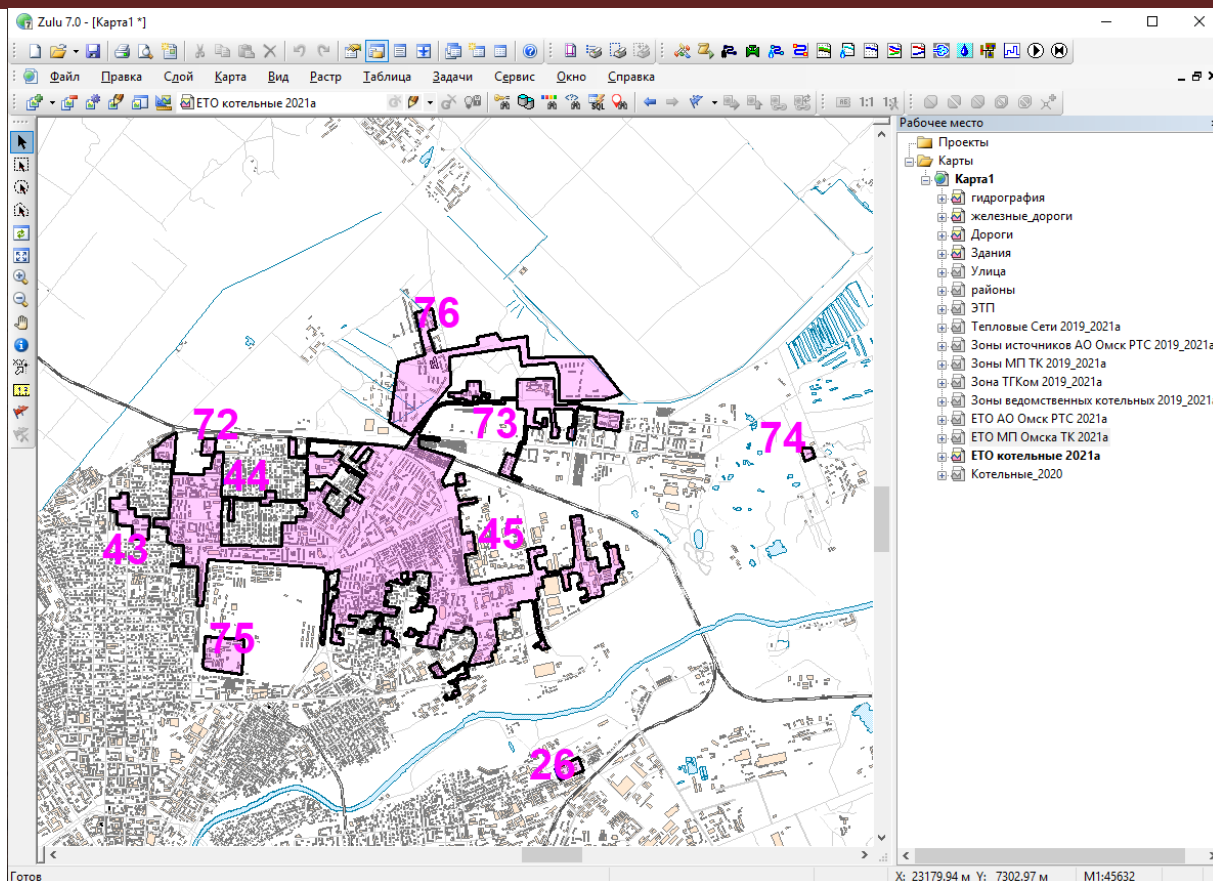 Zulu 7.0 - [Карта1 *]
Файл Правка Слой Карта Вид Растр Таблица Задачи Сервис Окно Справка
ЕТО котельные 2021а
SQL
1:1
Рабочее место
Проекты
Карты
Карта1
гидрография
железные_дороги
Дороги
Здания
Улица
районы
ЭТП
Тепловые Сети 2019_2021а
Зоны источников АО Омск РТС 2019_2021а
Зоны МП ТК 2019_2021а
Зона ТГКом 2019_2021а
Зоны ведомственных котельных 2019_2021а
ЕТО АО Омск РТС 2021а
ЕТО МП Омска ТК 2021а
ЕТО котельные 2021а
Котельные_2020
76
72
73
74
44
45
43
75
26
Готов
X: 23179.94 м Y: 7302.97 м М1:45632